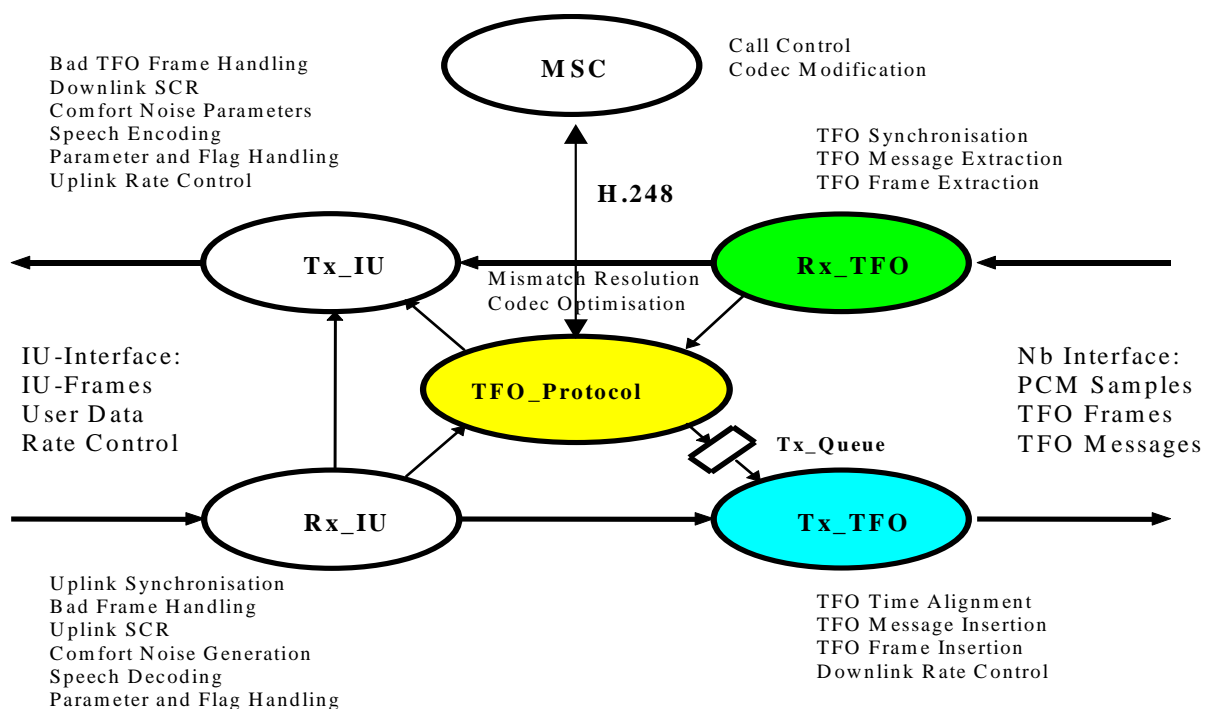 Bad TFO Frame Handling
Downlink SCR
Comfort Noise Parameters
Speech Encoding
Parameter and Flag Handling
Uplink Rate Control
MSC
Call Control
Codec Modification
TFO Synchronisation
TFO Message Extraction
TFO Frame Extraction
H.248
Tx_IU
Rx_TFO
Mismatch Resolution
Codec Optimisation
IU-Interface:
IU-Frames
User Data
Rate Control
TFO_Protocol
Nb Interface:
PCM Samples
TFO Frames
TFO Messages
Tx_Queue
Rx_IU
Tx_TFO
Uplink Synchronisation
Bad Frame Handling
Uplink SCR
Comfort Noise Generation
Speech Decoding
Parameter and Flag Handling
TFO Time Alignment
TFO Message Insertion
TFO Frame Insertion
Downlink Rate Control